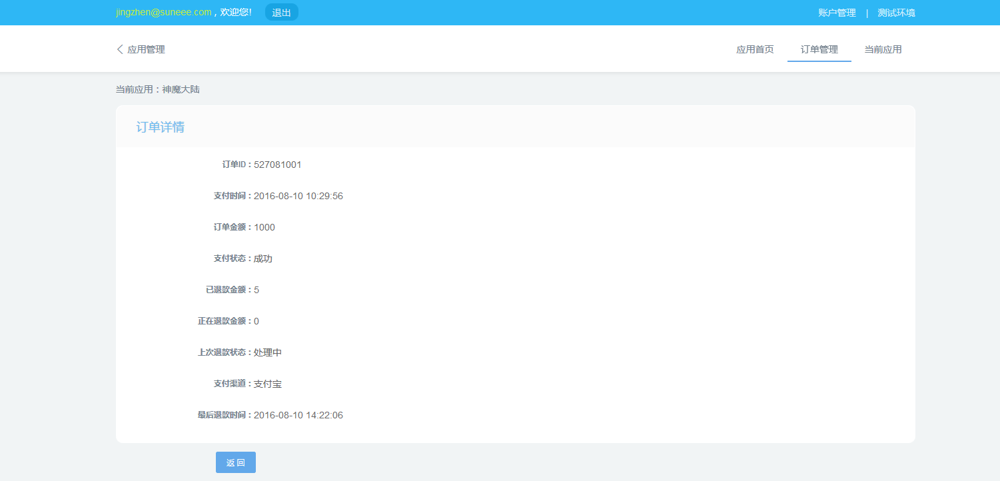 jingzhen@suneee.com，欢迎您! 退出 账户管理 | 测试环境
应用管理 应用首页 订单管理 当前应用
当前应用：神魔大陆
订单详情
订单ID：527081001
支付时间：2016-08-10 10:29:56
订单金额：1000
支付状态：成功
已退款金额：5
正在退款金额：0
上次退款状态：处理中
支付渠道：支付宝
最后退款时间：2016-08-10 14:22:06
返回